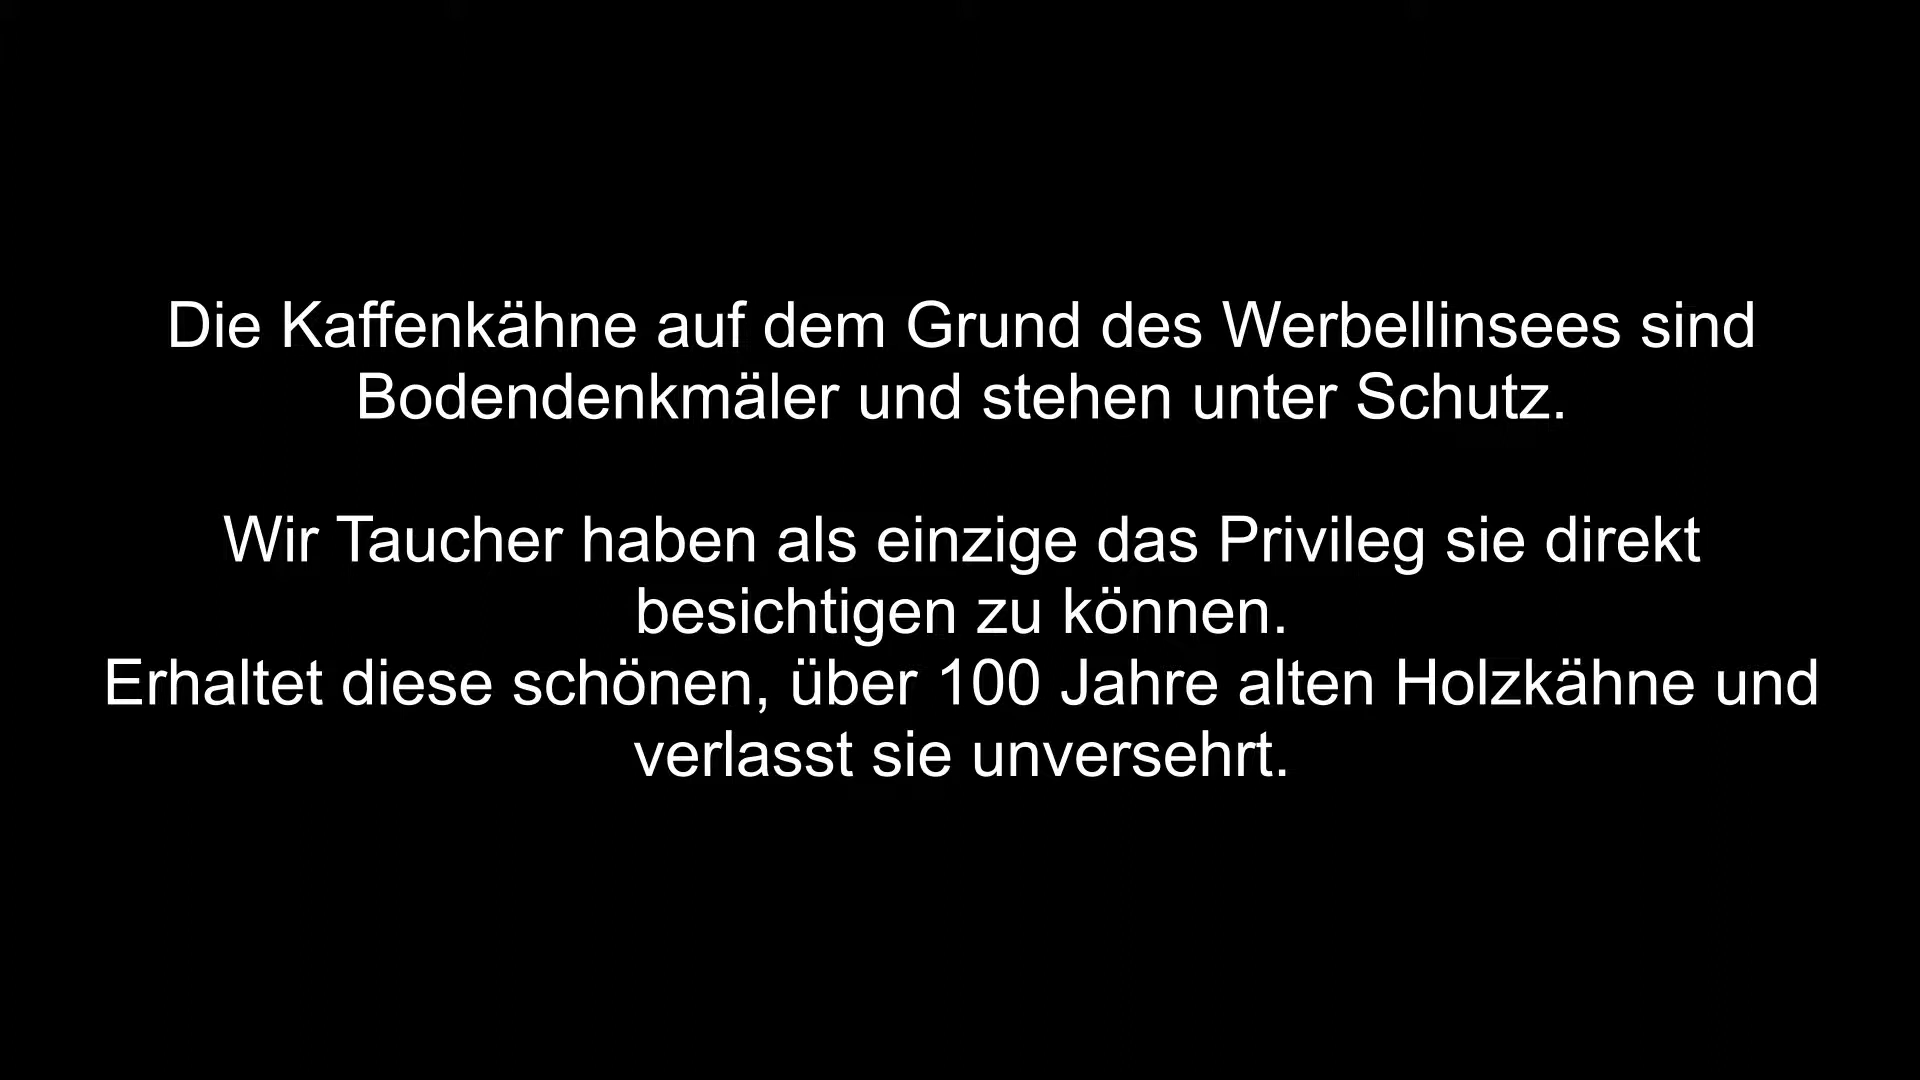 Die Kaffenkähne auf dem Grund des Werbellinsees sind
Bodendenkmäler und stehen unter Schutz.
Wir Taucher haben als einzige das Privileg sie direkt
besichtigen zu können.
Erhaltet diese schönen, über 100 Jahre alten Holzkähne und
verlasst sie unversehrt.